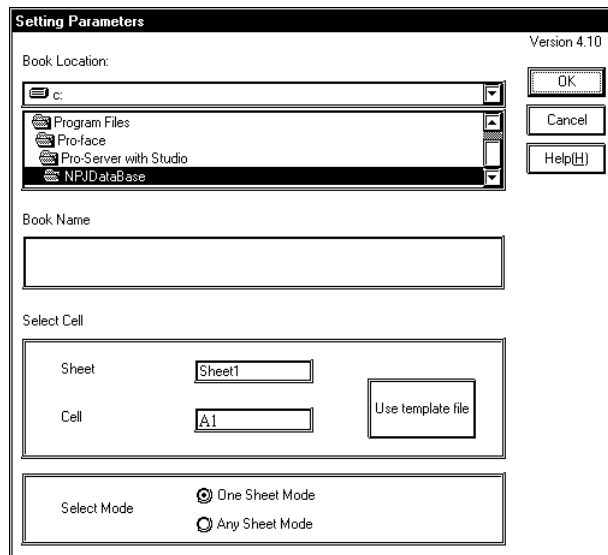 Setting Parameters
Version 4.10
Book Location:
c:
OK
Program Files
Pro-face
Pro-Server with Studio
NPJDataBase
Cancel
Help(H)
Book Name
Select Cell
Sheet
Sheet1
Use template file
Cell
A1
Select Mode
One Sheet Mode
Any Sheet Mode